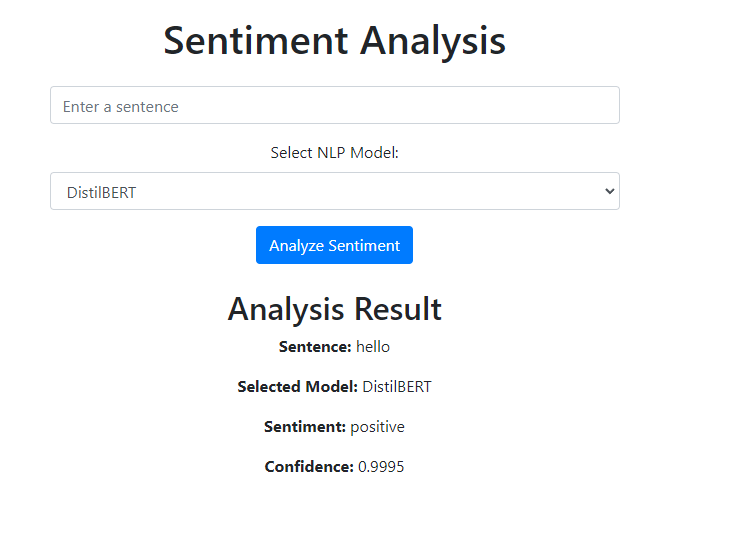 Sentiment Analysis
Enter a sentence
Select NLP Model:
DistilBERT
Analyze Sentiment
Analysis Result
Sentence: hello
Selected Model: DistilBERT
Sentiment: positive
Confidence: 0.9995